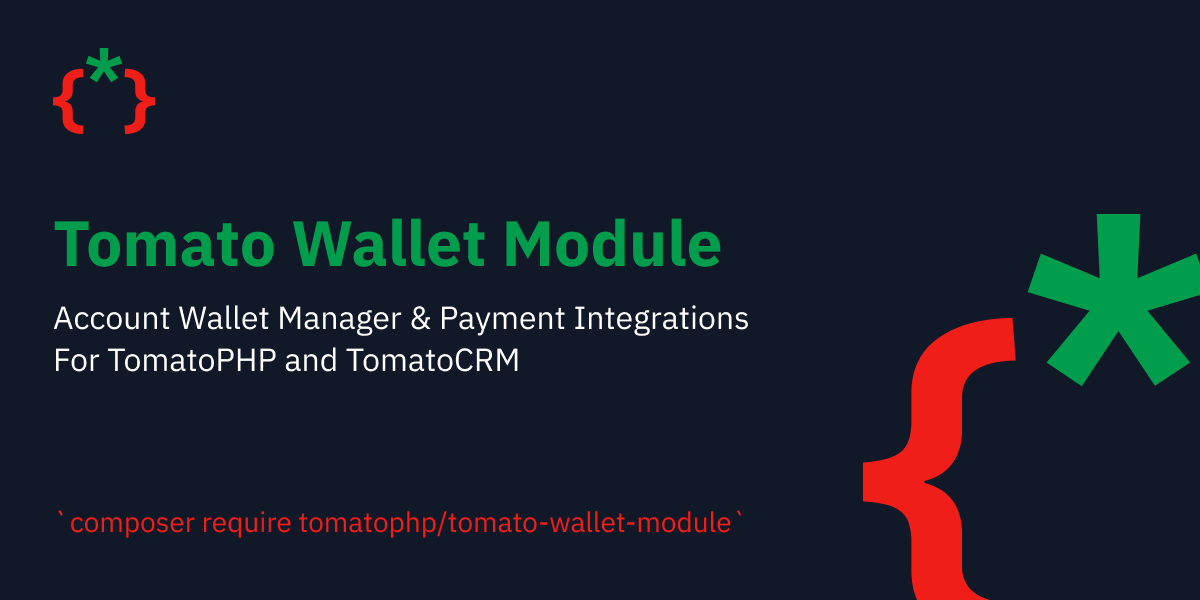 {*}
Tomato Wallet Module
Account Wallet Manager & Payment Integrations
For TomatoPHP and TomatoCRM
`composer require tomatophp/tomato-wallet-module`